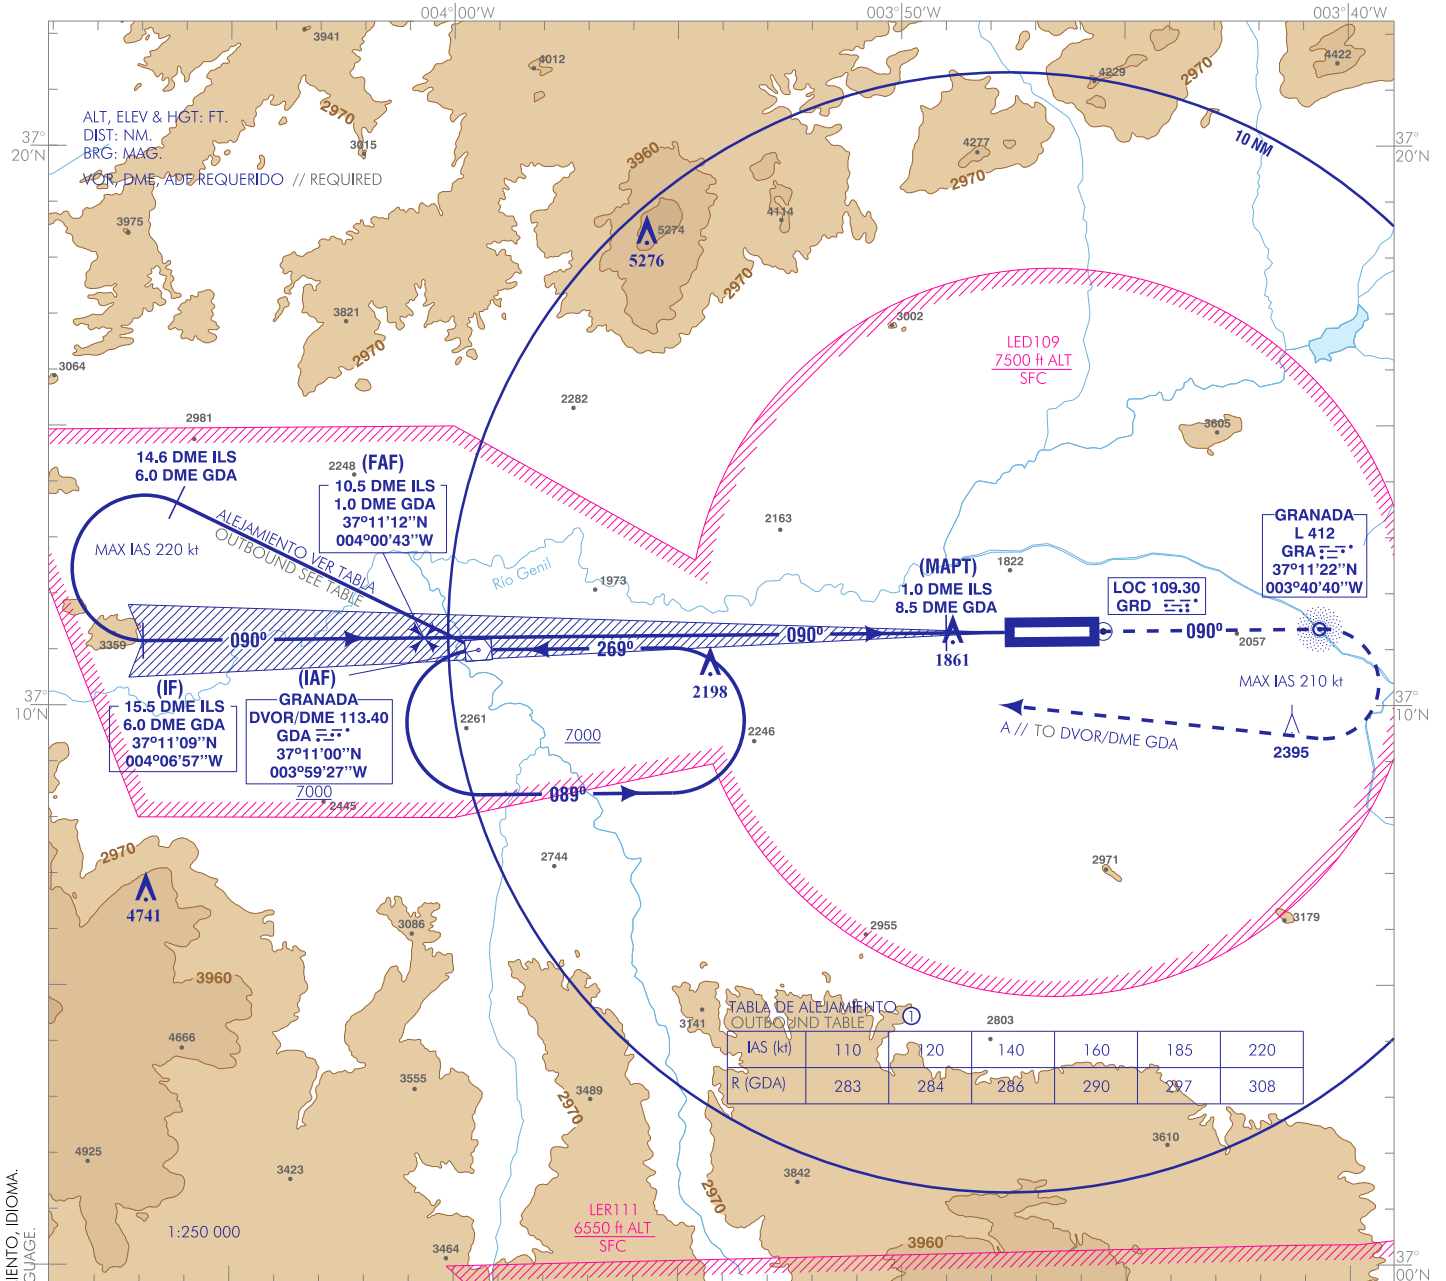 004°00'W
003°50'W
003°40'W
3941
4012
4229
2970
4422
ALT, ELEV & HGT: FT.
DIST: NM.
BRG: MAG.
VOR, DME, ADF REQUERIDO // REQUIRED
2970
3015
37°
20'N
37°
20'N
10 NM
4277
2970
3960
3975
5274
5276
4114
2970
3821
2970
3002
LED109
7500 ft ALT
SFC
3064
2282
2981
3605
14.6 DME ILS
6.0 DME GDA
2248
(FAF)
10.5 DME ILS
1.0 DME GDA
37°11'12"N
004°00'43"W
ALEJAMIENTO VER TABLA
OUTBOUND SEE TABLE
MAX IAS 220 kt
2163
Río Genil
1973
1822
(MAPT)
1.0 DME ILS
8.5 DME GDA
LOC 109.30
GRD
GRANADA
L 412
GRA
37°11'22"N
003°40'40"W
3359
090°
090°
090°
269°
1861
2057
2198
MAX IAS 210 kt
(IF)
15.5 DME ILS
6.0 DME GDA
37°11'09"N
004°06'57"W
(IAF)
GRANADA
DVOR/DME 113.40
GDA
37°11'00"N
003°59'27"W
7000
2261
7000
2246
A // TO DVOR/DME GDA
2395
37°
10'N
37°
10'N
089°
2445
2970
4741
2744
2971
3086
2955
3179
3960
4666
3141
TABLA DE ALEJAMIENTO 1
OUTBOUND TABLE
2803
IAS (kt) 110 120 140 160 185 220
R (GDA) 283 284 286 290 297 308
3555
3489
2970
4925
3423
3610
3842
2970
LER111
6550 ft ALT
SFC
1:250 000
3464
3960
37°
00'N
IENTO, IDIOMA.
GUAGE.